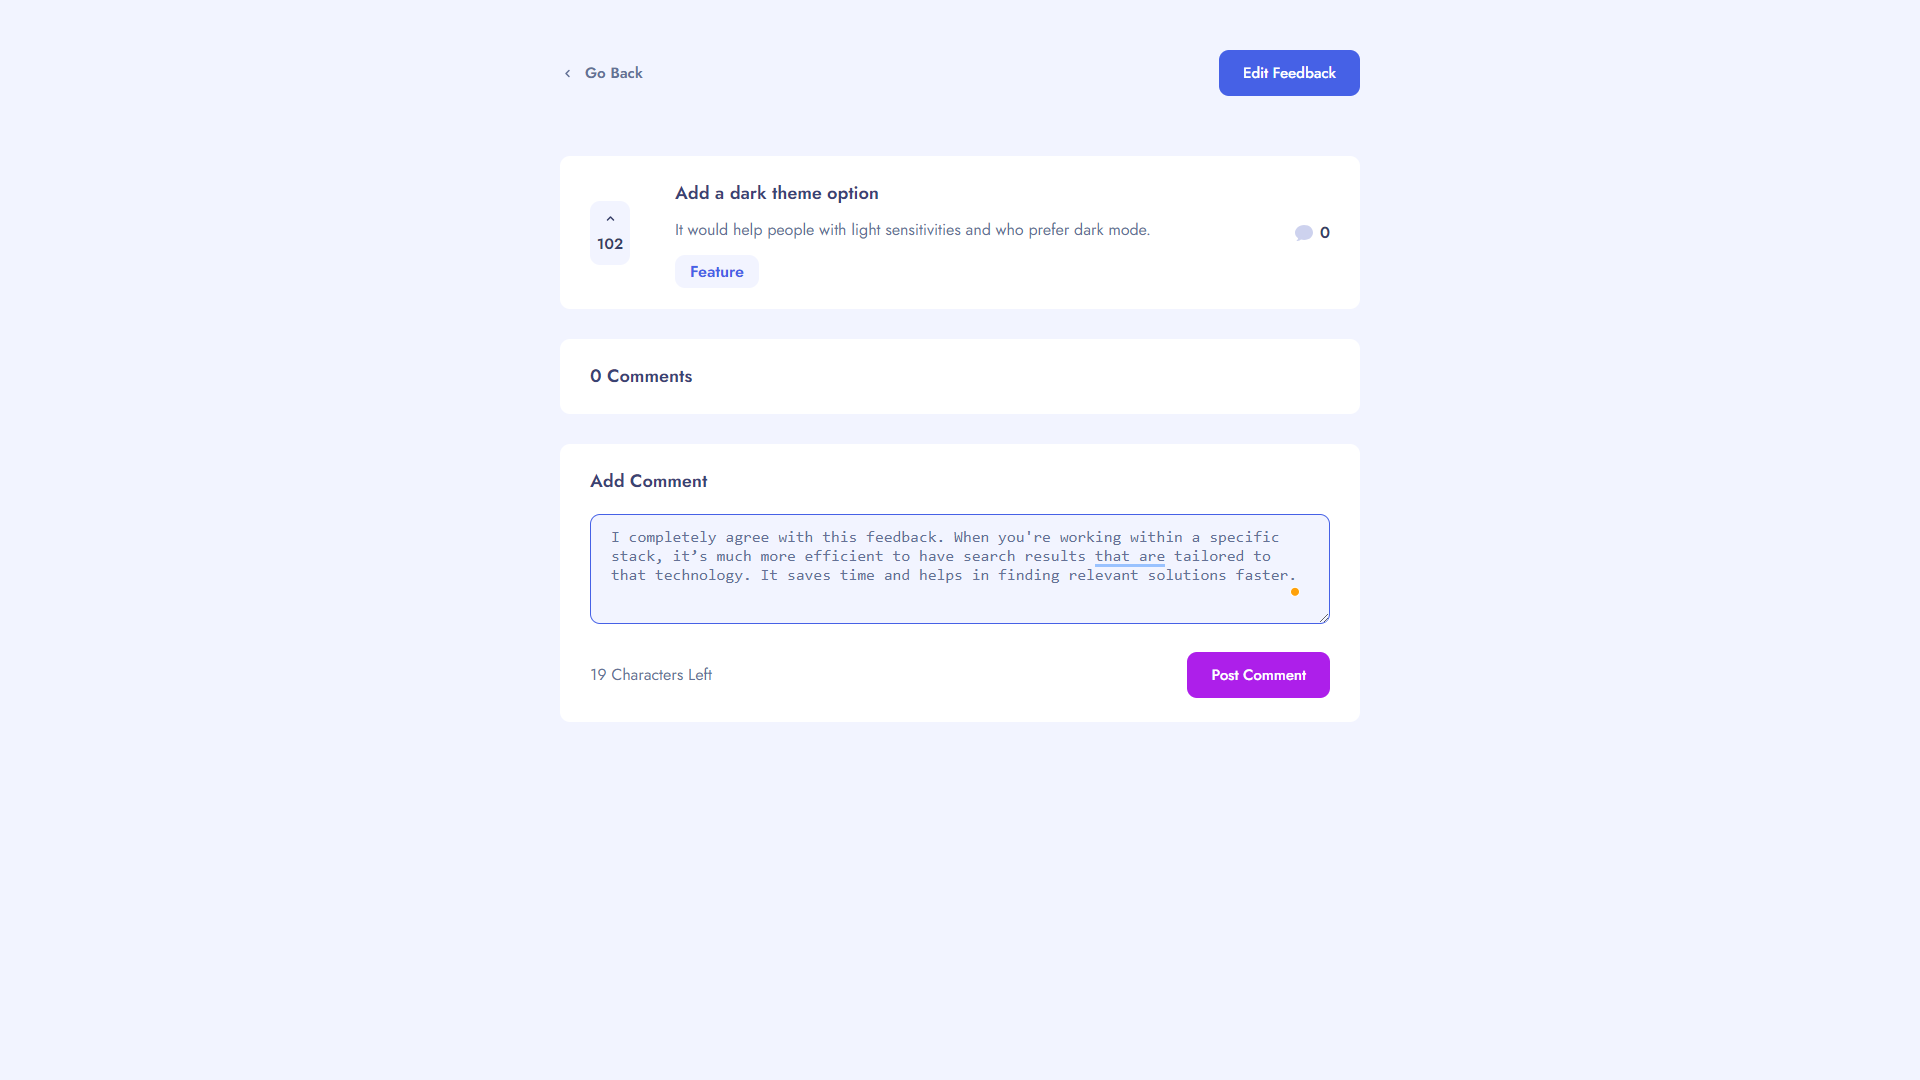 Go Back
Edit Feedback
Add a dark theme option
102
It would help people with light sensitivities and who prefer dark mode.
0
Feature
0 Comments
Add Comment
I completely agree with this feedback. When you're working within a specific
stack, it’s much more efficient to have search results that are tailored to
that technology. It saves time and helps in finding relevant solutions faster.
19 Characters Left
Post Comment